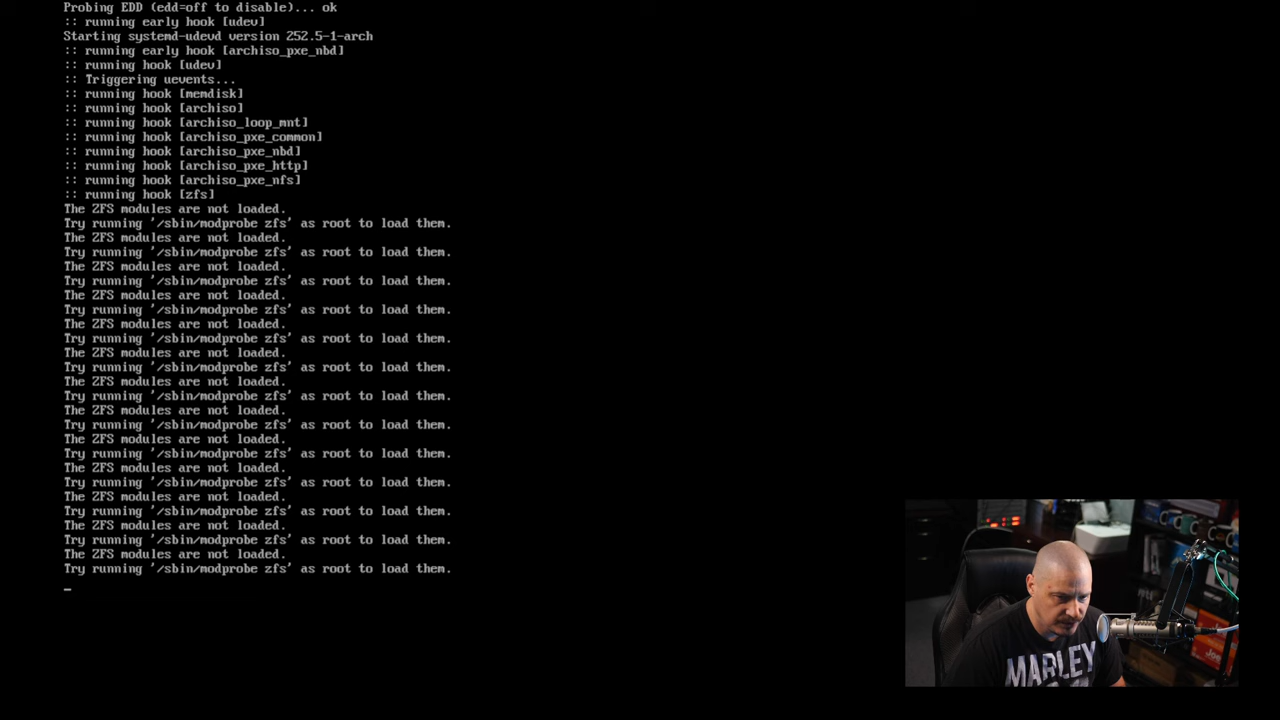 Probing EDD (edd=off to disable)... ok
:: running early hook [udev]
Starting systemd-udevd version 252.5-1-arch
:: running early hook [archiso_pxe_nbd]
:: running hook [udev]
:: Triggering uevents...
:: running hook [memdisk]
:: running hook [archiso]
:: running hook [archiso_loop_mnt]
:: running hook [archiso_pxe_common]
:: running hook [archiso_pxe_nbd]
:: running hook [archiso_pxe_http]
:: running hook [archiso_pxe_nfs]
:: running hook [zfs]
The ZFS modules are not loaded.
Try running '/sbin/modprobe zfs' as root to load them.
The ZFS modules are not loaded.
Try running '/sbin/modprobe zfs' as root to load them.
The ZFS modules are not loaded.
Try running '/sbin/modprobe zfs' as root to load them.
The ZFS modules are not loaded.
Try running '/sbin/modprobe zfs' as root to load them.
The ZFS modules are not loaded.
Try running '/sbin/modprobe zfs' as root to load them.
The ZFS modules are not loaded.
Try running '/sbin/modprobe zfs' as root to load them.
The ZFS modules are not loaded.
Try running '/sbin/modprobe zfs' as root to load them.
The ZFS modules are not loaded.
Try running '/sbin/modprobe zfs' as root to load them.
The ZFS modules are not loaded.
Try running '/sbin/modprobe zfs' as root to load them.
The ZFS modules are not loaded.
Try running '/sbin/modprobe zfs' as root to load them.
The ZFS modules are not loaded.
Try running '/sbin/modprobe zfs' as root to load them.
The ZFS modules are not loaded.
Try running '/sbin/modprobe zfs' as root to load them.
The ZFS modules are not loaded.
Try running '/sbin/modprobe zfs' as root to load them.
MARLEY